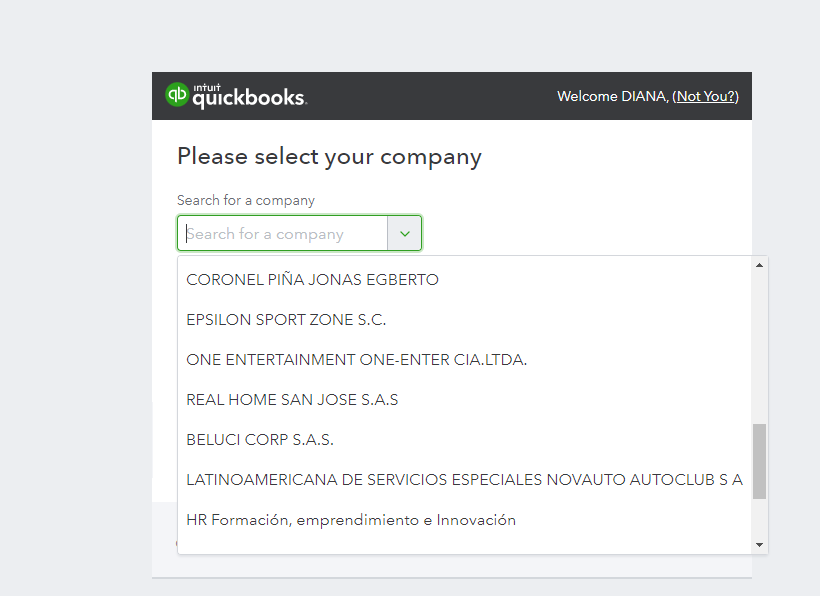 intuit
quickbooks.
Welcome DIANA, (Not You?)
Please select your company
Search for a company
Search for a company
CORONEL PIÑA JONAS EGBERTO
EPSILON SPORT ZONE S.C.
ONE ENTERTAINMENT ONE-ENTER CIA.LTDA.
REAL HOME SAN JOSE S.A.S
BELUCI CORP S.A.S.
LATINOAMERICANA DE SERVICIOS ESPECIALES NOVAUTO AUTOCLUB S A
HR Formación, emprendimiento e Innovación